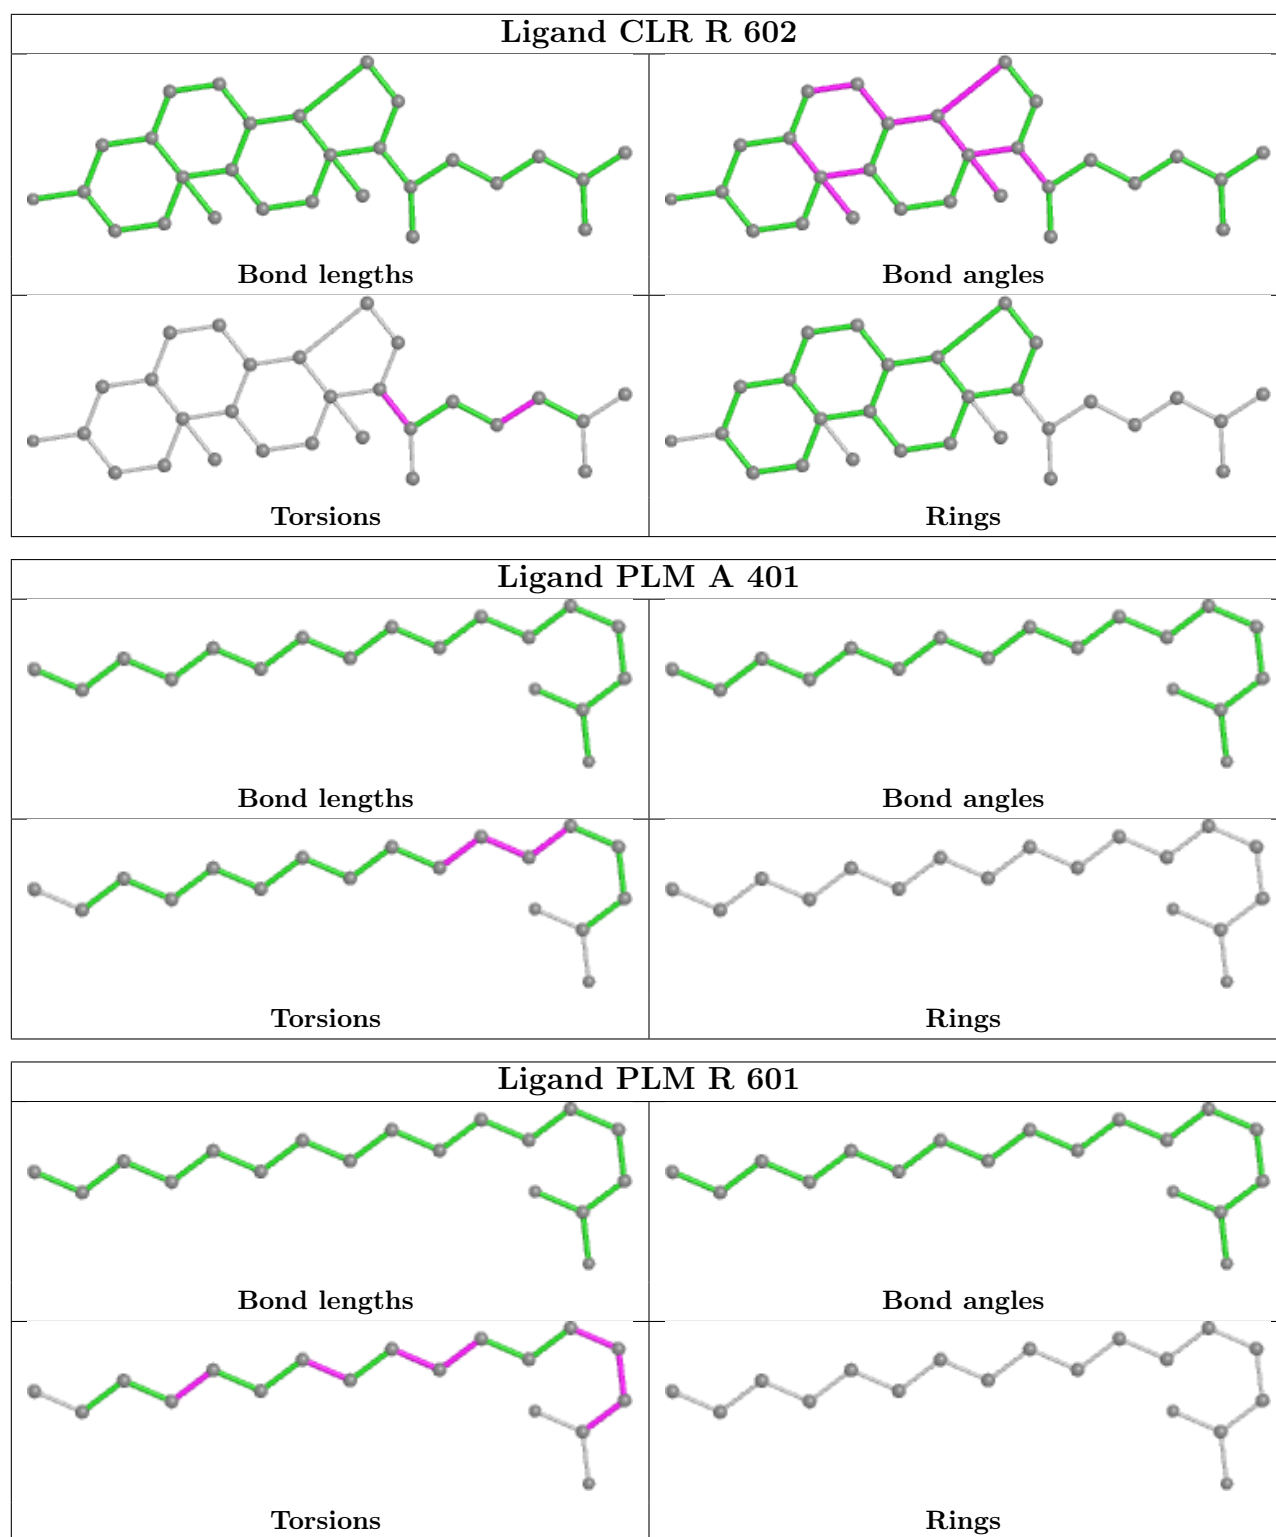 Ligand CLR R 602
Bond lengths
Bond angles
Torsions
Rings
Ligand PLM A 401
Bond lengths
Bond angles
Torsions
Rings
Ligand PLM R 601
Bond lengths
Bond angles
Torsions
Rings